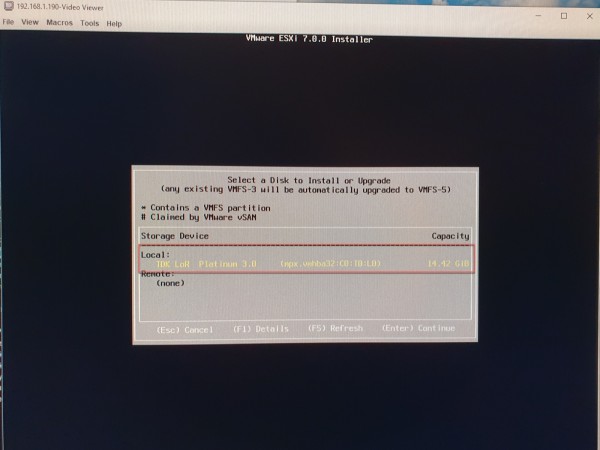 192.168.1.190-Video Viewer
File View Macros Tools Help
VMware ESXi 7.0.0 Installer
Select a Disk to Install or Upgrade
(any existing VMFS-3 will be automatically upgraded to VMFS-5)
* Contains a VMFS partition
# Claimed by VMware vSAN
Storage Device Capacity
Local:
TDK LoR Platinum 3.0 (mpx.vmhba32:C0:T0:L0) 14.42 GiB
Remote:
(none)
(Esc) Cancel (F1) Details (F5) Refresh (Enter) Continue